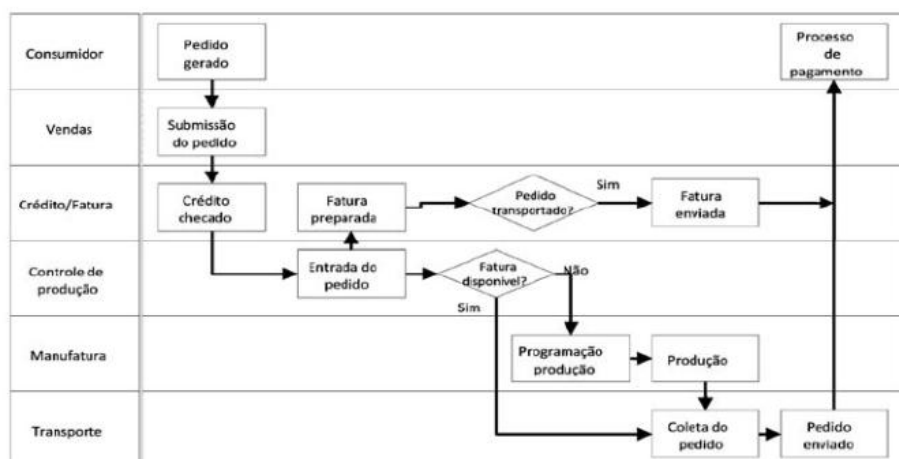 Consumidor
Pedido
gerado
Processo
de
pagamento
Vendas
Submissão
do pedido
Crédito/Fatura
Crédito
checado
Fatura
preparada
Pedido
transportado?
Sim
Fatura
enviada
Controle de
produção
Entrada do
pedido
Fatura
disponivel?
Não
Sim
Manufatura
Programação
produção
Produção
Transporte
Coleta do
pedido
Pedido
enviado